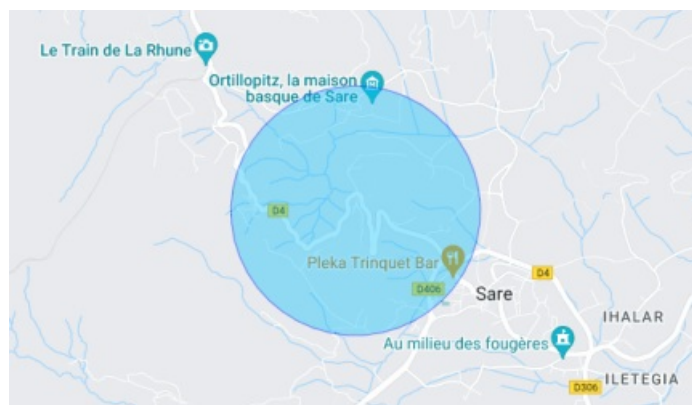 Le Train de La Rhune
Ortillopitz, la maison
basque de Sare
D4
Pleka Trinquet Bar
D4
D406
Sare
IHALAR
Au milieu des fougères
ILETEGIA
D306